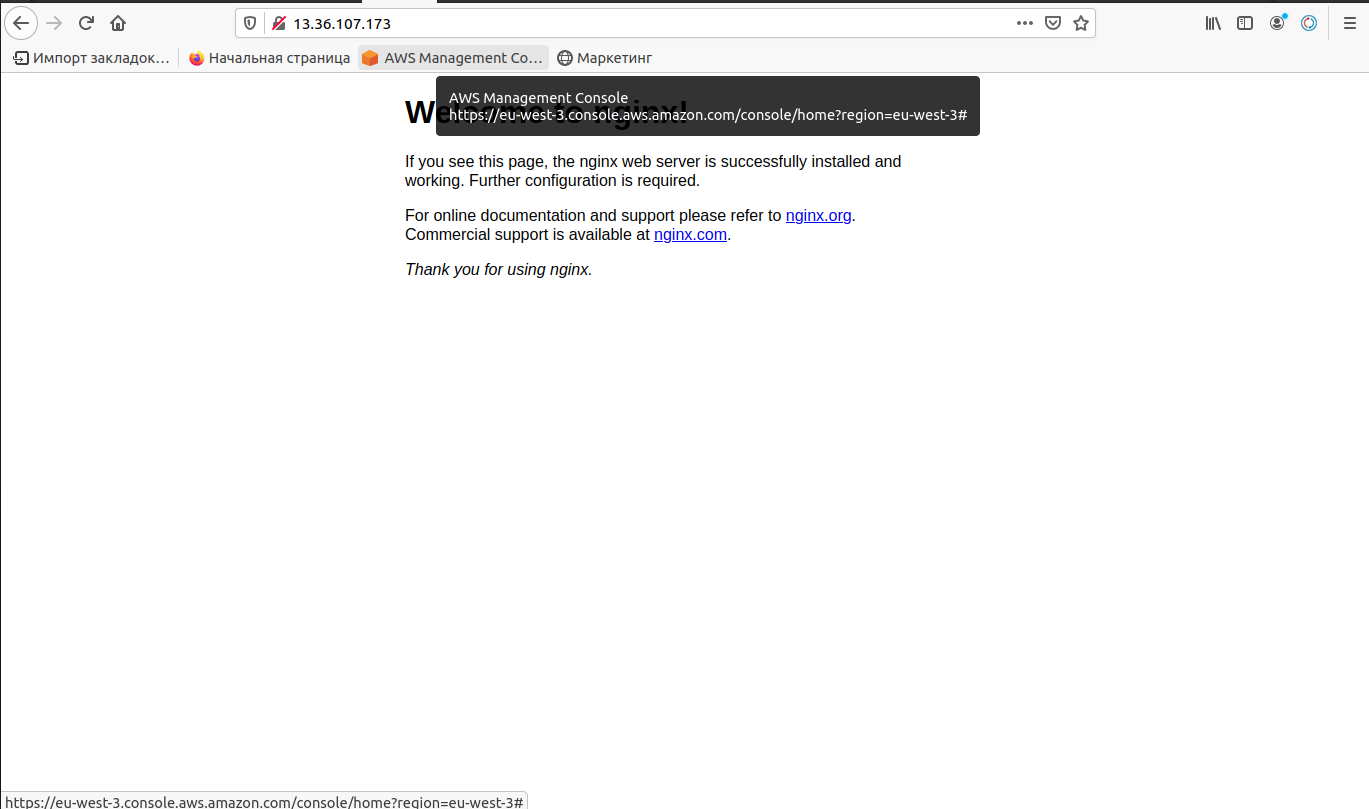 13.36.107.173
Импорт закладок… Начальная страница AWS Management Co… Маркетинг
AWS Management Console
https://eu-west-3.console.aws.amazon.com/console/home?region=eu-west-3#
Welcome to nginx!
If you see this page, the nginx web server is successfully installed and
working. Further configuration is required.
For online documentation and support please refer to nginx.org.
Commercial support is available at nginx.com.
Thank you for using nginx.
https://eu-west-3.console.aws.amazon.com/console/home?region=eu-west-3#